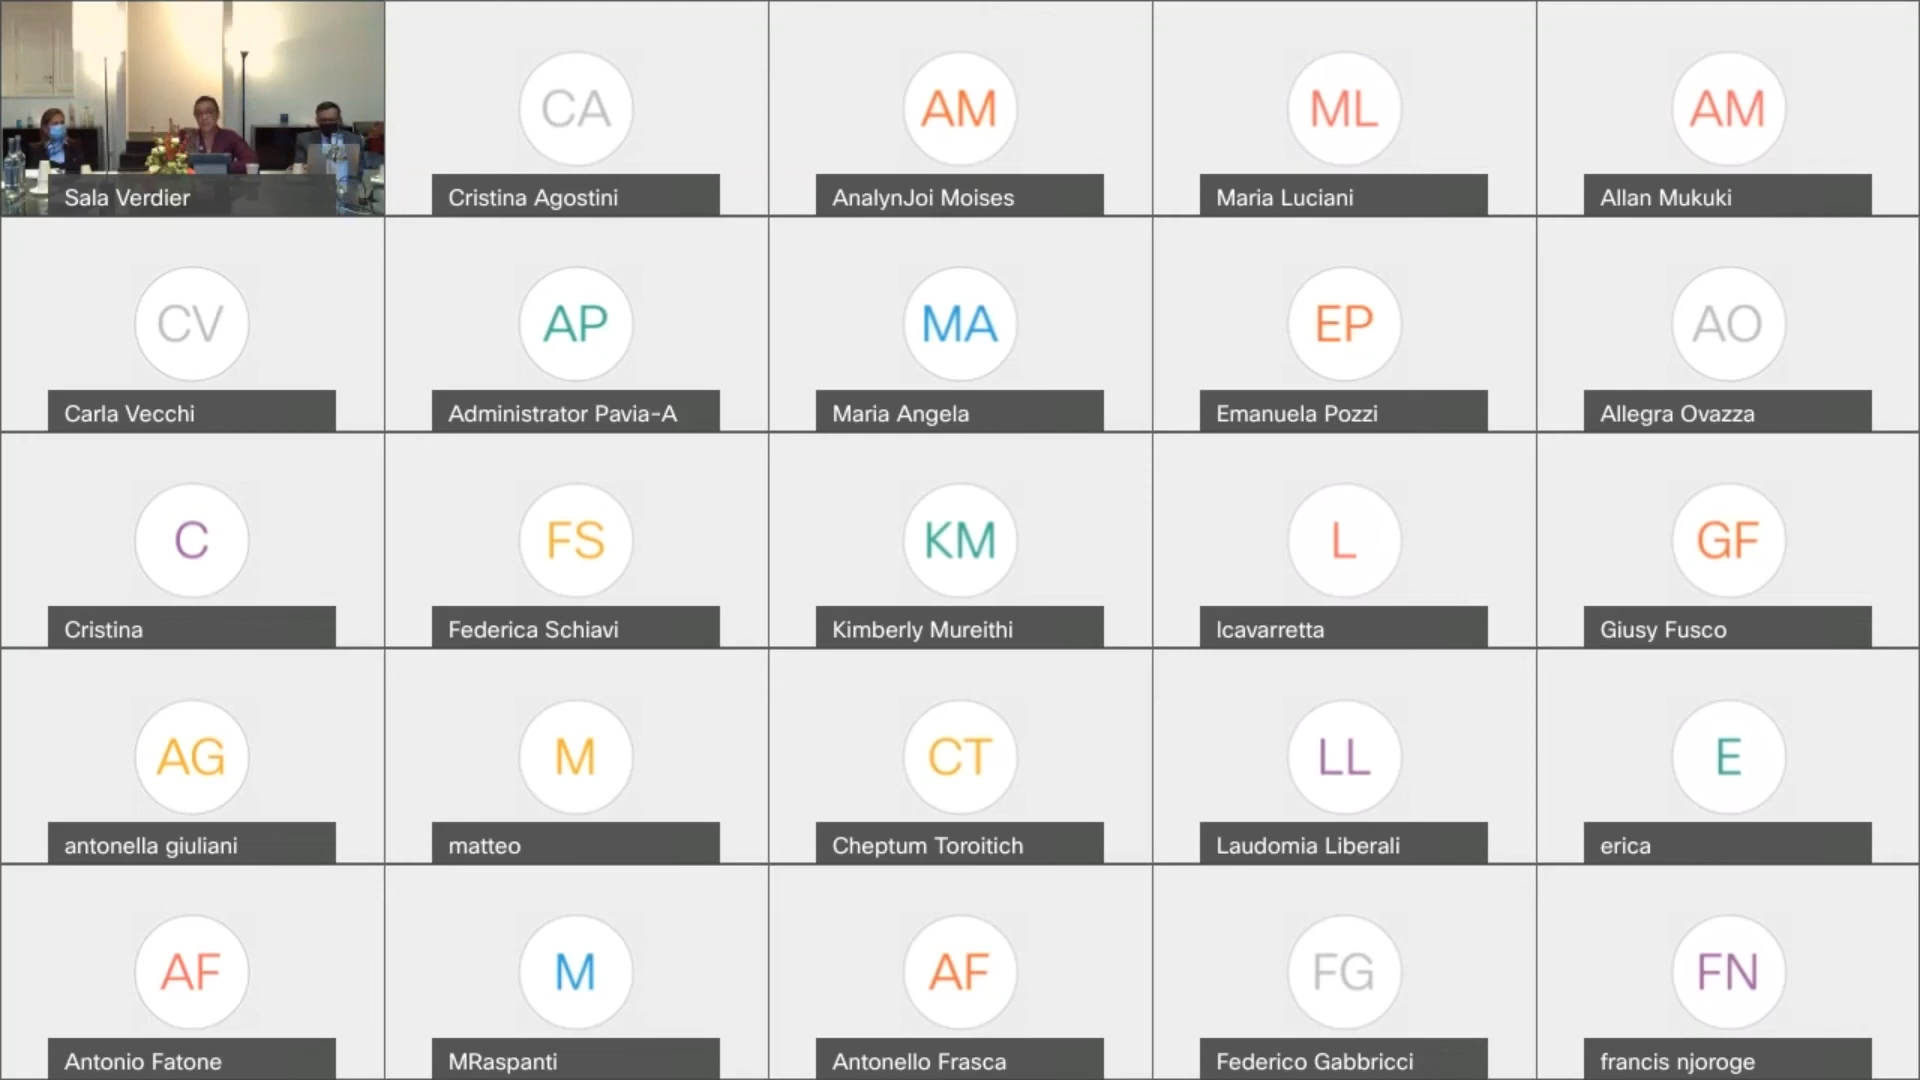 Sala Verdier
CA
Cristina Agostini
AM
AnalynJoi Moises
ML
Maria Luciani
AM
Allan Mukuki
CV
Carla Vecchi
AP
Administrator Pavia-A
MA
Maria Angela
EP
Emanuela Pozzi
AO
Allegra Ovazza
C
Cristina
FS
Federica Schiavi
KM
Kimberly Mureithi
L
lcavarretta
GF
Giusy Fusco
AG
antonella giuliani
M
matteo
CT
Cheptum Toroitich
LL
Laudomia Liberali
E
erica
AF
Antonio Fatone
M
MRaspanti
AF
Antonello Frasca
FG
Federico Gabbricci
FN
francis njoroge